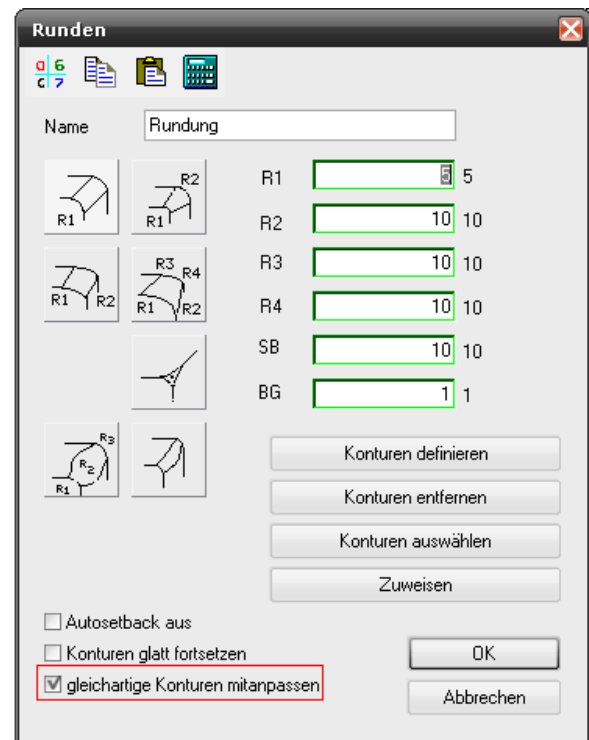 Runden
a 6
c 7
Name Rundung
R1
R2
R1
R1 5 5
R2 10 10
R1 R2
R3 R4
R1 R2
R3 10 10
R4 10 10
SB 10 10
BG 1 1
R3
R2
R1
Konturen definieren
Konturen entfernen
Konturen auswählen
Zuweisen
Autosetback aus
Konturen glatt fortsetzen
gleichartige Konturen mitanpassen
OK
Abbrechen